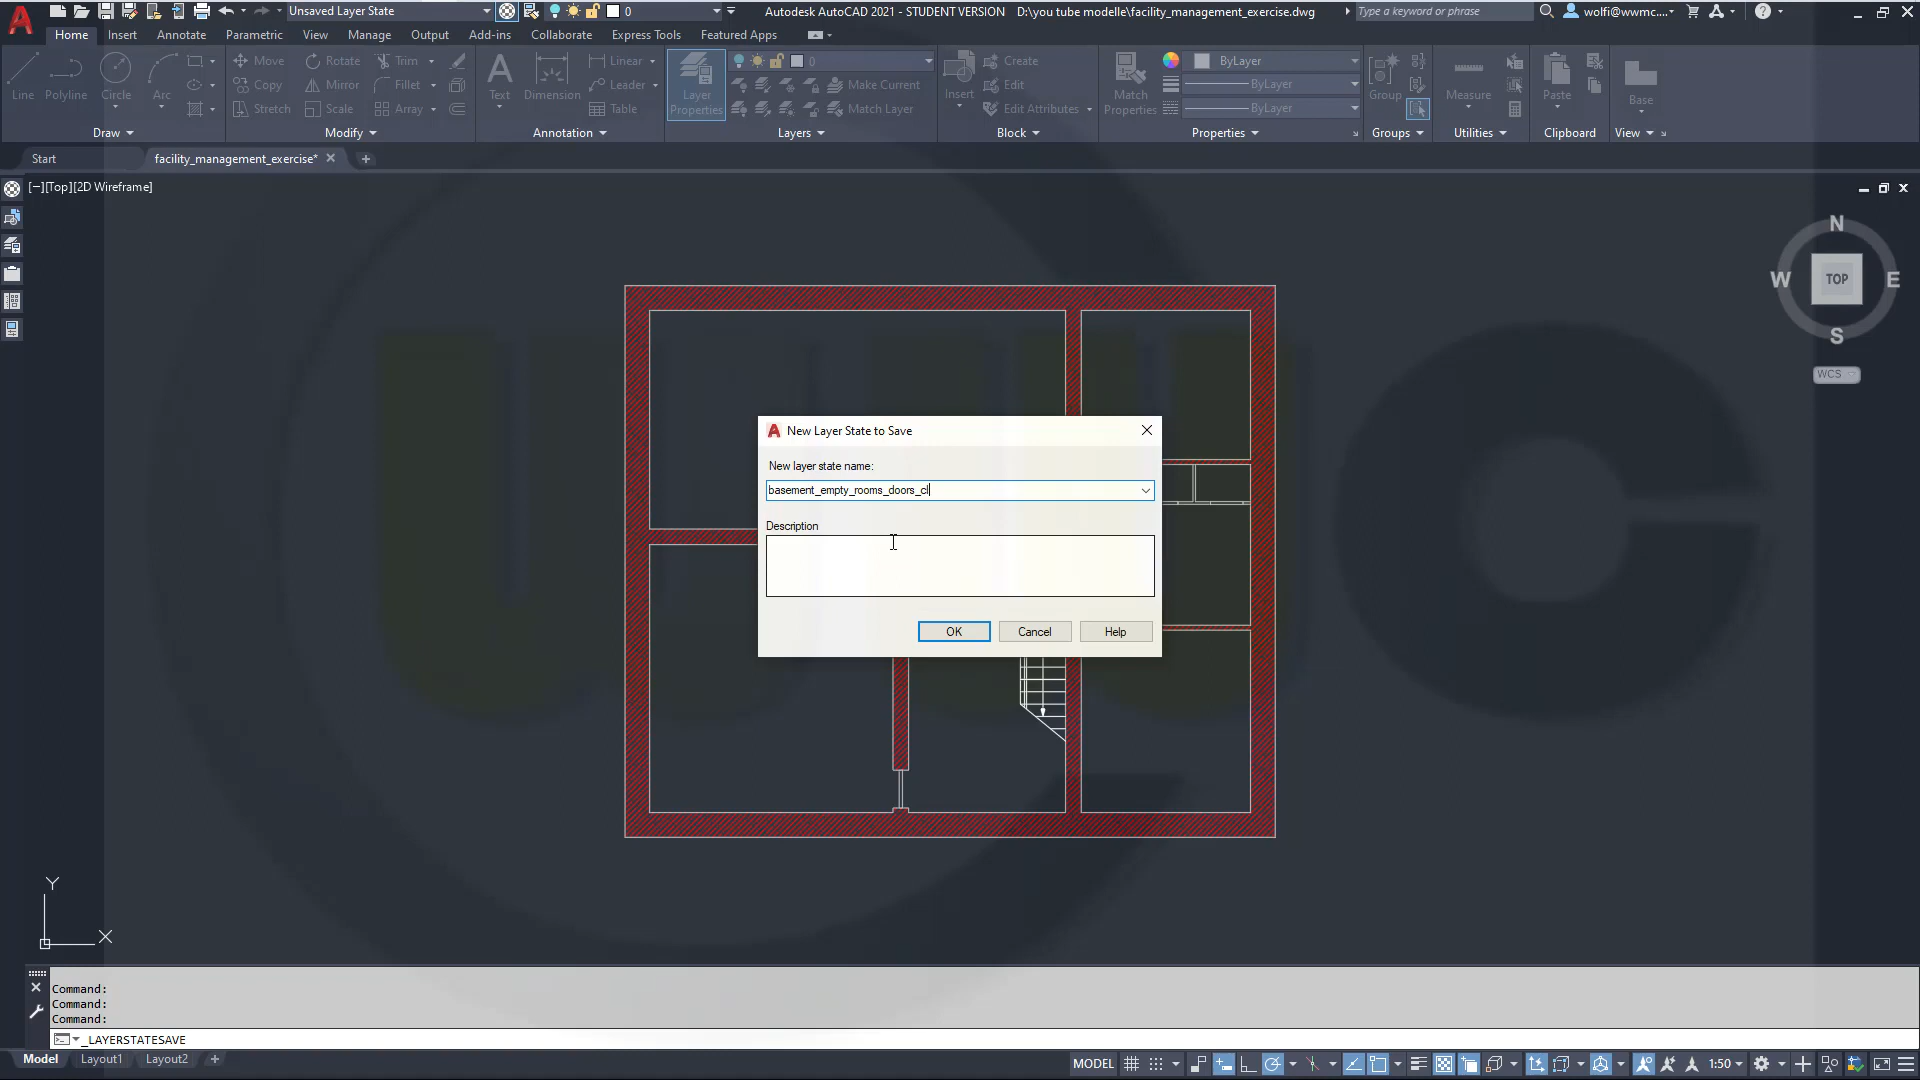 Unsaved Layer State
0
Autodesk AutoCAD 2021 - STUDENT VERSION D:\you tube modelle\facility_management_exercise.dwg
Type a keyword or phrase
wolfi@wwmc....
Home Insert Annotate Parametric View Manage Output Add-ins Collaborate Express Tools Featured Apps
Line Polyline Circle Arc
Move Rotate Trim
Copy Mirror Fillet
Stretch Scale Array
Text Dimension
Linear
Leader
Table
Layer Properties
0
Make Current
Match Layer
Insert
Create
Edit
Edit Attributes
Match Properties
ByLayer
ByLayer
ByLayer
Group
Measure
Paste
Base
Draw Modify Annotation Layers Block Properties Groups Utilities Clipboard View
Start facility_management_exercise*
[−][Top][2D Wireframe]
N
W TOP E
S
WCS
New Layer State to Save
New layer state name:
basement_empty_rooms_doors_cl
Description
OK Cancel Help
Y
X
Command:
Command:
Command:
_LAYERSTATESAVE
Model Layout1 Layout2
MODEL
1:50